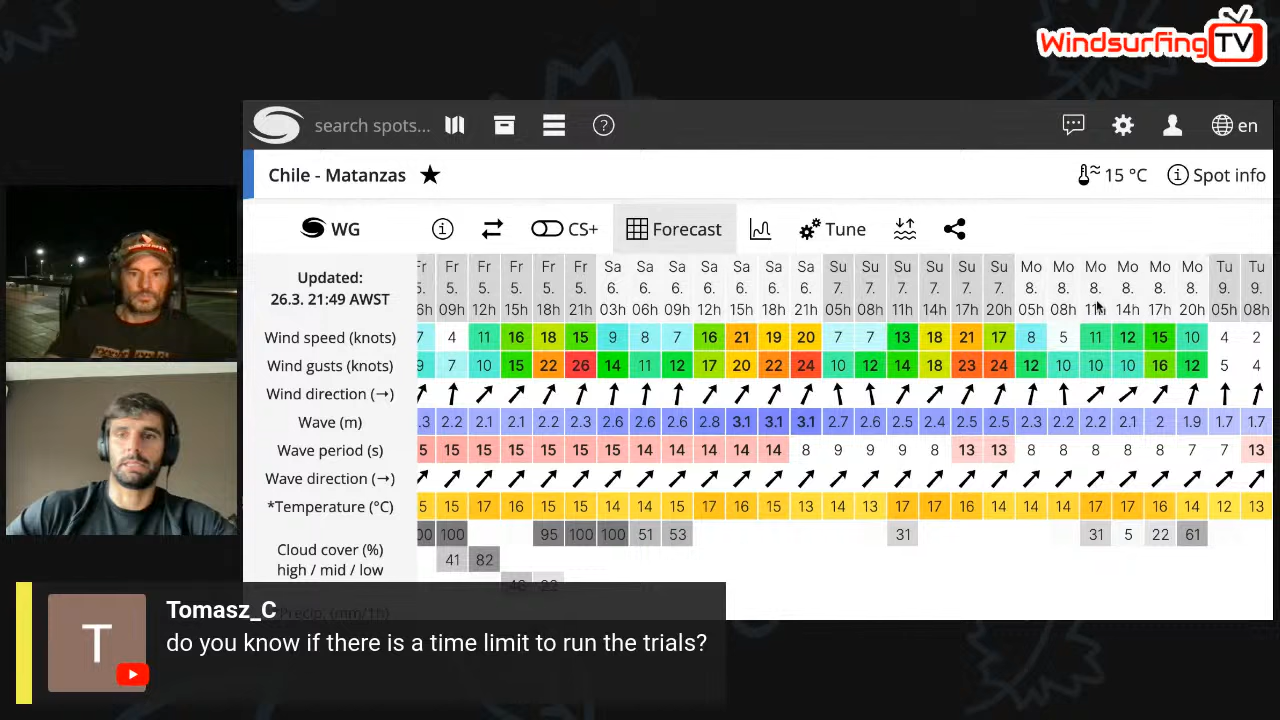 Windsurfing TV
search spots... ? en
Chile - Matanzas ★ 15 °C i Spot info
WG i CS+ Forecast Tune
Updated:
26.3. 21:49 AWST
Fr Fr Fr Fr Fr Sa Sa Sa Sa Sa Sa Sa Su Su Su Su Su Su Mo Mo Mo Mo Mo Mo Tu Tu
5. 5. 5. 5. 5. 6. 6. 6. 6. 6. 6. 6. 7. 7. 7. 7. 7. 7. 8. 8. 8. 8. 8. 8. 9. 9.
6h 09h 12h 15h 18h 21h 03h 06h 09h 12h 15h 18h 21h 05h 08h 11h 14h 17h 20h 05h 08h 11h 14h 17h 20h 05h 08h
Wind speed (knots) 7 4 11 16 18 15 9 8 7 16 21 19 20 7 7 13 18 21 17 8 5 11 12 15 10 4 2
Wind gusts (knots) 9 7 10 15 22 26 14 11 12 17 20 22 24 10 12 14 18 23 24 12 10 10 10 16 12 5 4
Wind direction (→)
Wave (m) .3 2.2 2.1 2.1 2.2 2.3 2.6 2.6 2.6 2.8 3.1 3.1 3.1 2.7 2.6 2.5 2.4 2.5 2.5 2.3 2.2 2.2 2.1 2 1.9 1.7 1.7
Wave period (s) 5 15 15 15 15 15 15 14 14 14 14 14 8 9 9 9 8 13 13 8 8 8 8 8 7 7 13
Wave direction (→)
*Temperature (°C) 5 15 17 16 15 15 14 14 15 17 16 15 13 14 13 17 17 16 14 14 14 17 17 16 14 12 13
00 100 95 100 100 51 53 31 31 5 22 61
Cloud cover (%)
41 82
high / mid / low
Precip. (mm/1h)
T
Tomasz_C
do you know if there is a time limit to run the trials?